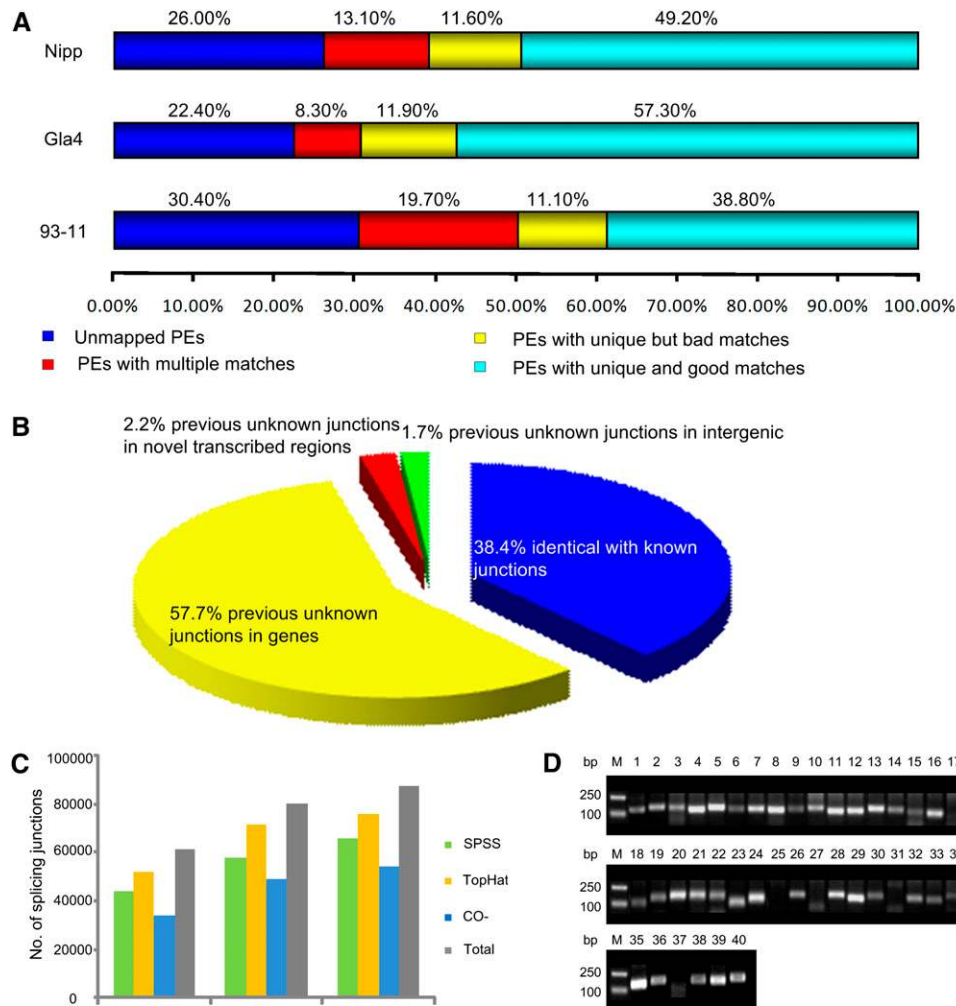 A
26.00% 13.10% 11.60% 49.20%
Nipp
22.40% 8.30% 11.90% 57.30%
Gla4
30.40% 19.70% 11.10% 38.80%
93-11
0.00% 10.00% 20.00% 30.00% 40.00% 50.00% 60.00% 70.00% 80.00% 90.00% 100.00%
Unmapped PEs
PEs with multiple matches
PEs with unique but bad matches
PEs with unique and good matches
B
2.2% previous unknown junctions
in novel transcribed regions
1.7% previous unknown junctions in intergenic
38.4% identical with known
junctions
57.7% previous unknown
junctions in genes
C
No. of splicing junctions
100000
80000
60000
40000
20000
0
SPSS
TopHat
CO-
Total
D
bp M 1 2 3 4 5 6 7 8 9 10 11 12 13 14 15 16 17
250
100
bp M 18 19 20 21 22 23 24 25 26 27 28 29 30 31 32 33
250
100
bp M 35 36 37 38 39 40
250
100